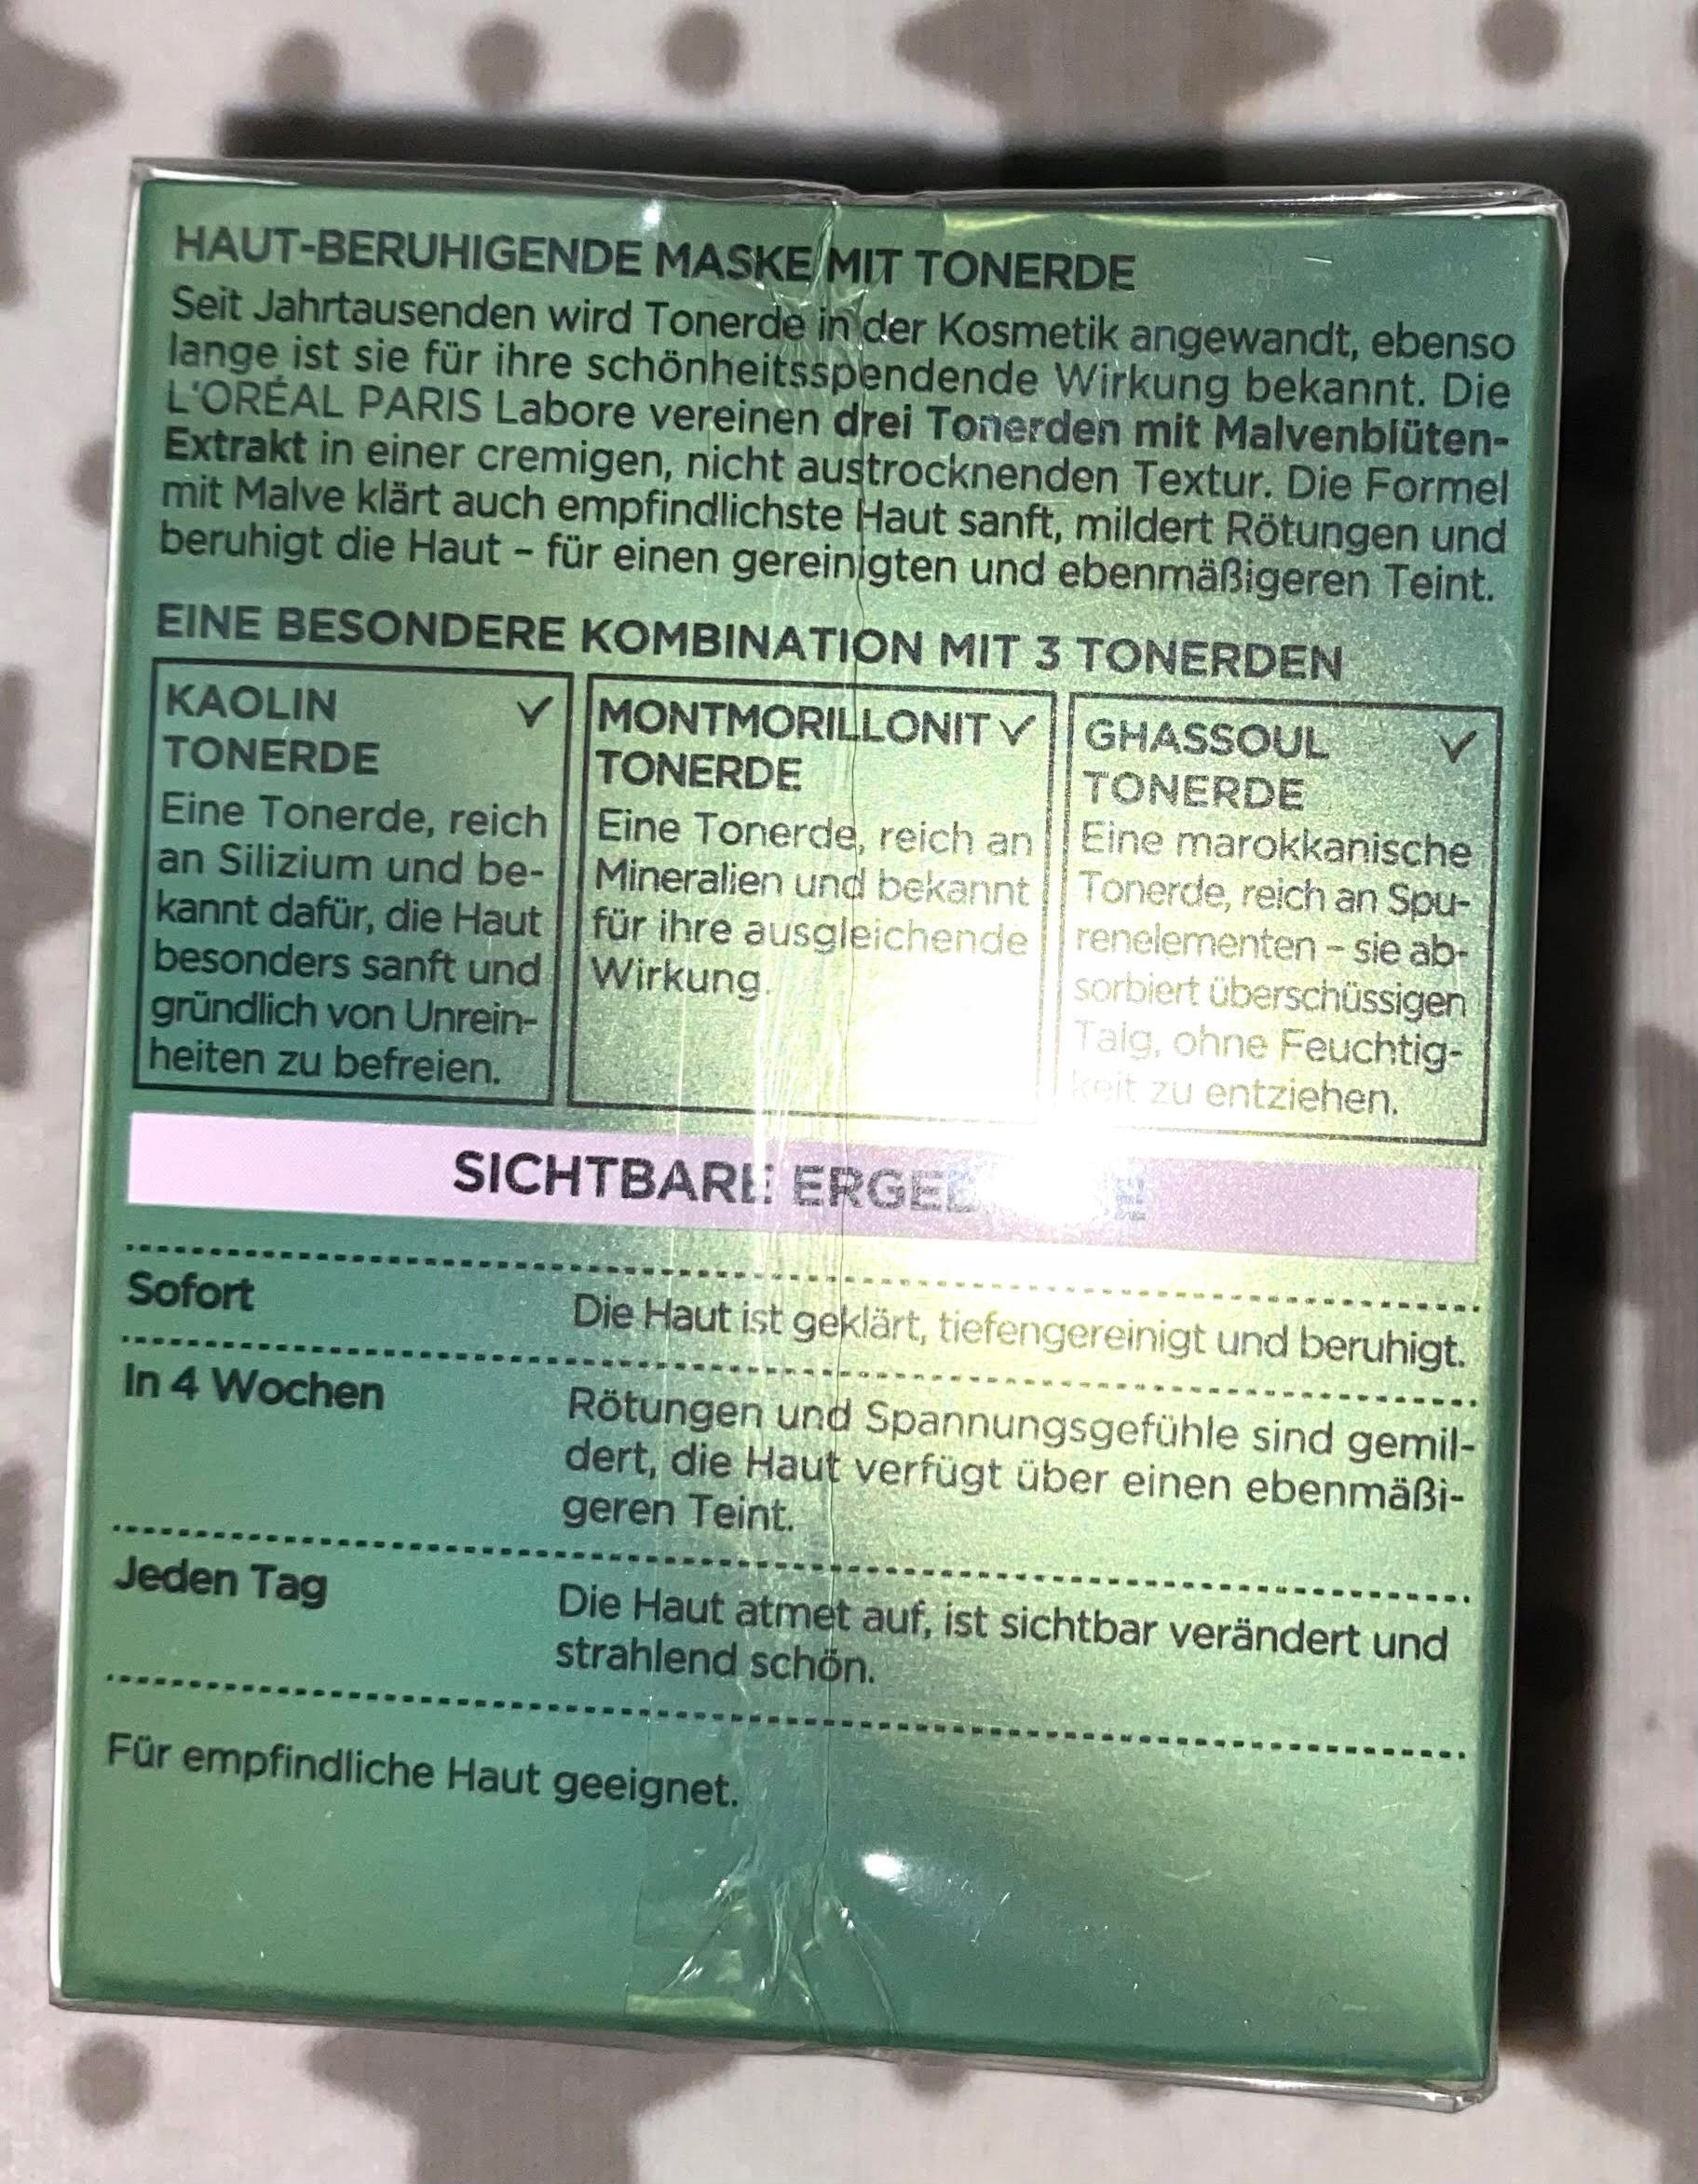 HAUT-BERUHIGENDE MASKE MIT TONERDE
Seit Jahrtausenden wird Tonerde in der Kosmetik angewandt, ebenso
lange ist sie für ihre schönheitsspendende Wirkung bekannt. Die
L'ORÉAL PARIS Labore vereinen drei Tonerden mit Malvenblüten-
Extrakt in einer cremigen, nicht austrocknenden Textur. Die Formel
mit Malve klärt auch empfindlichste Haut sanft, mildert Rötungen und
beruhigt die Haut – für einen gereinigten und ebenmäßigeren Teint.
EINE BESONDERE KOMBINATION MIT 3 TONERDEN
KAOLIN ✓
TONERDE
Eine Tonerde, reich
an Silizium und be-
kannt dafür, die Haut
besonders sanft und
gründlich von Unrein-
heiten zu befreien.
MONTMORILLONIT ✓
TONERDE
Eine Tonerde, reich an
Mineralien und bekannt
für ihre ausgleichende
Wirkung.
GHASSOUL ✓
TONERDE
Eine marokkanische
Tonerde, reich an Spu-
renelementen – sie ab-
sorbiert überschüssigen
Talg, ohne Feuchtig-
keit zu entziehen.
SICHTBARE
Sofort
Die Haut ist geklärt, tiefengereinigt und beruhigt.
In 4 Wochen
Rötungen und Spannungsgefühle sind gemil-
dert, die Haut verfügt über einen ebenmäßi-
geren Teint.
Jeden Tag
Die Haut atmet auf, ist sichtbar verändert und
strahlend schön.
Für empfindliche Haut geeignet.